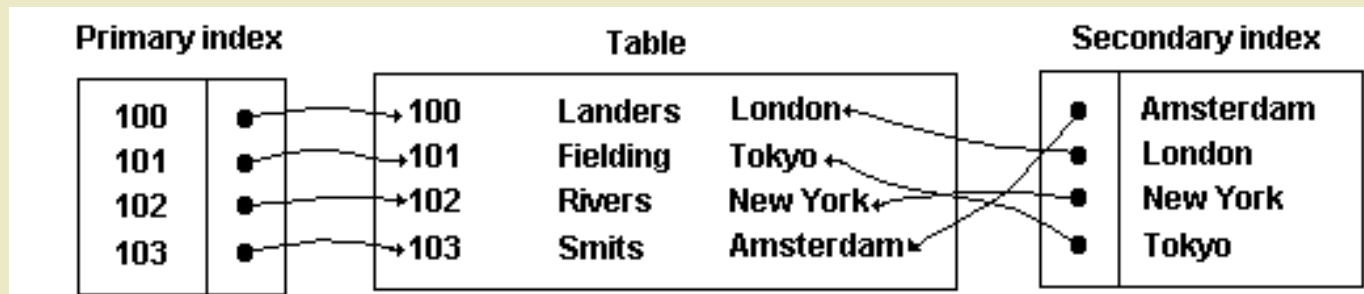 Primary index Table Secondary index
100 100 Landers London Amsterdam
101 101 Fielding Tokyo London
102 102 Rivers New York New York
103 103 Smits Amsterdam Tokyo